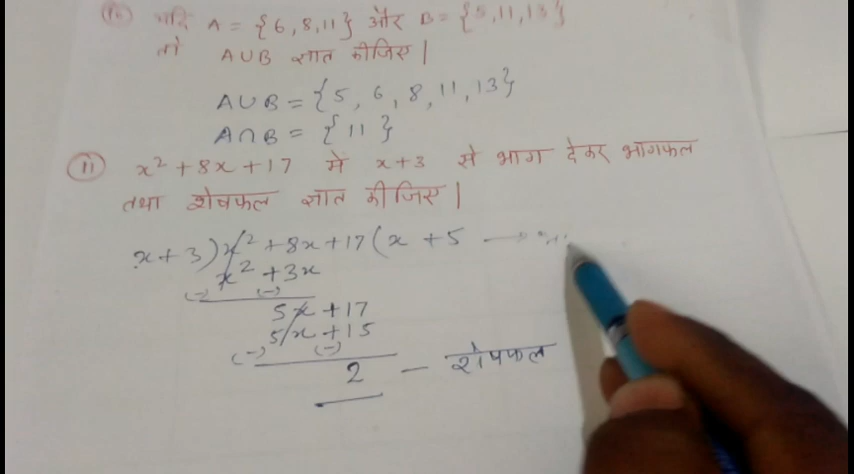 यदि A = {6, 8, 11} और B = {5, 11, 13}
तो A∪B ज्ञात कीजिए |
A∪B = {5, 6, 8, 11, 13}
A∩B = {11}
(11) x² + 8x + 17 में x+3 से भाग देकर भागफल
तथा शेषफल ज्ञात कीजिए |
x + 3 ) x² + 8x + 17 ( x + 5 →
x² + 3x
(-) (-)
5x + 17
5x + 15
(-) (-)
2 — शेषफल